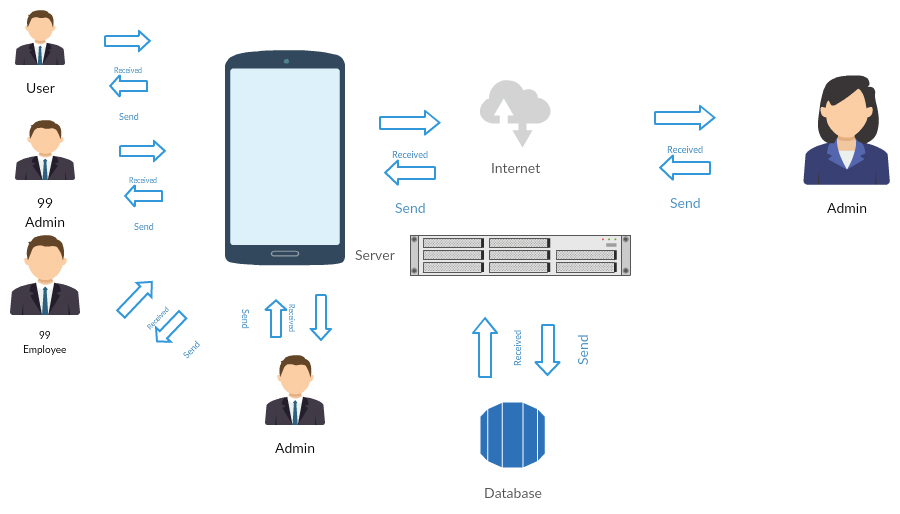 Received
User
Send
Received
99
Admin
Send
99
Employee
Received
Send
Send
Received
Admin
Received
Send
Internet
Received
Send
Admin
Server
Received
Send
Database